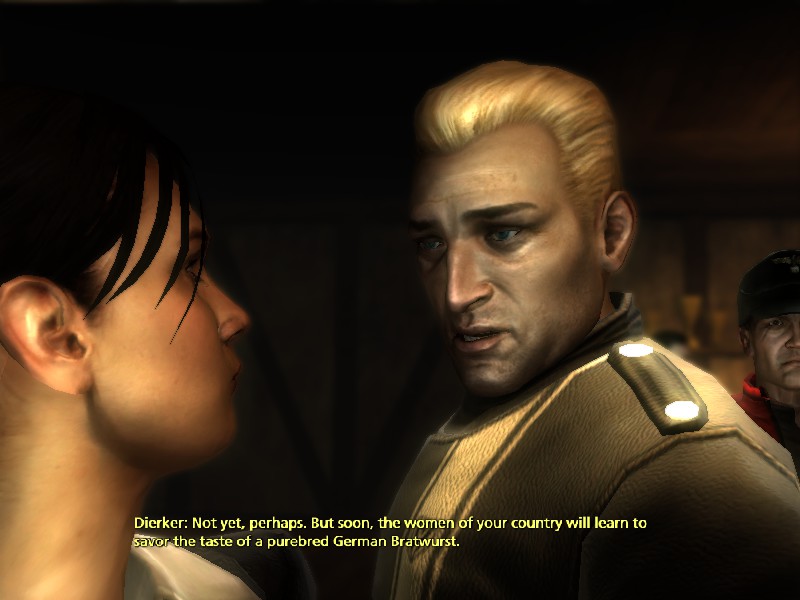 Dierker: Not yet, perhaps. But soon, the women of your country will learn to
savor the taste of a purebred German Bratwurst.